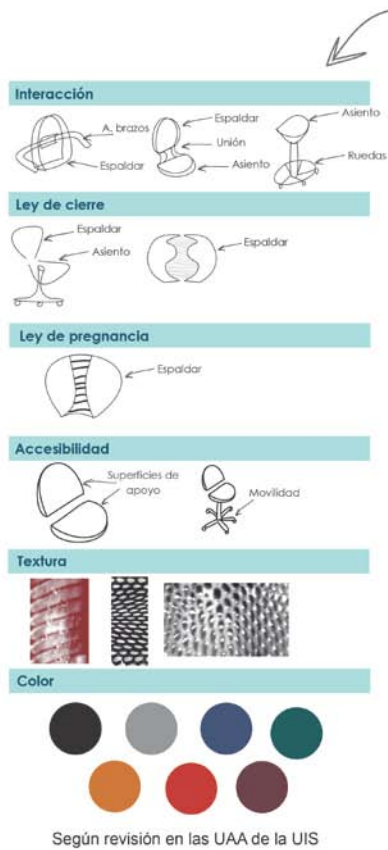 Interacción
A. brazos
Espaldar
Espaldar
Unión
Asiento
Asiento
Ruedas
Ley de cierre
Espaldar
Asiento
Espaldar
Ley de pregnancia
Espaldar
Accesibilidad
Superficies de
apoyo
Movilidad
Textura
Color
Según revisión en las UAA de la UIS